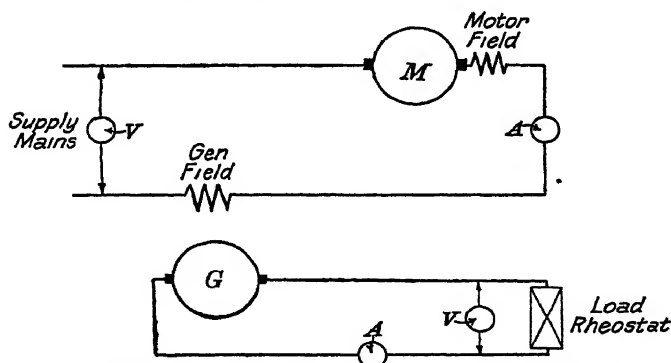 Motor
Field
M
Supply
Mains
V
A
Gen
Field
G
A
V
Load
Rheostat